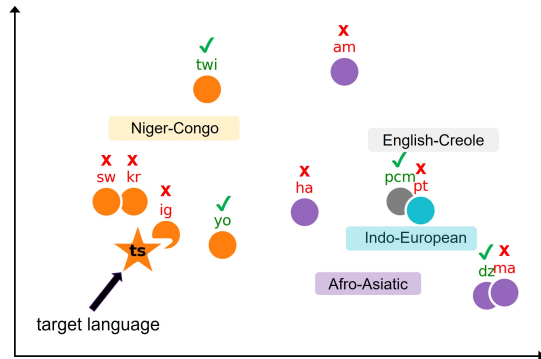 x
am
✓
twi
Niger-Congo
English-Creole
x
sw
x
kr
x
ig
✓
yo
x
ha
✓
pcm
x
pt
Indo-European
ts
✓
dz
x
ma
Afro-Asiatic
target language